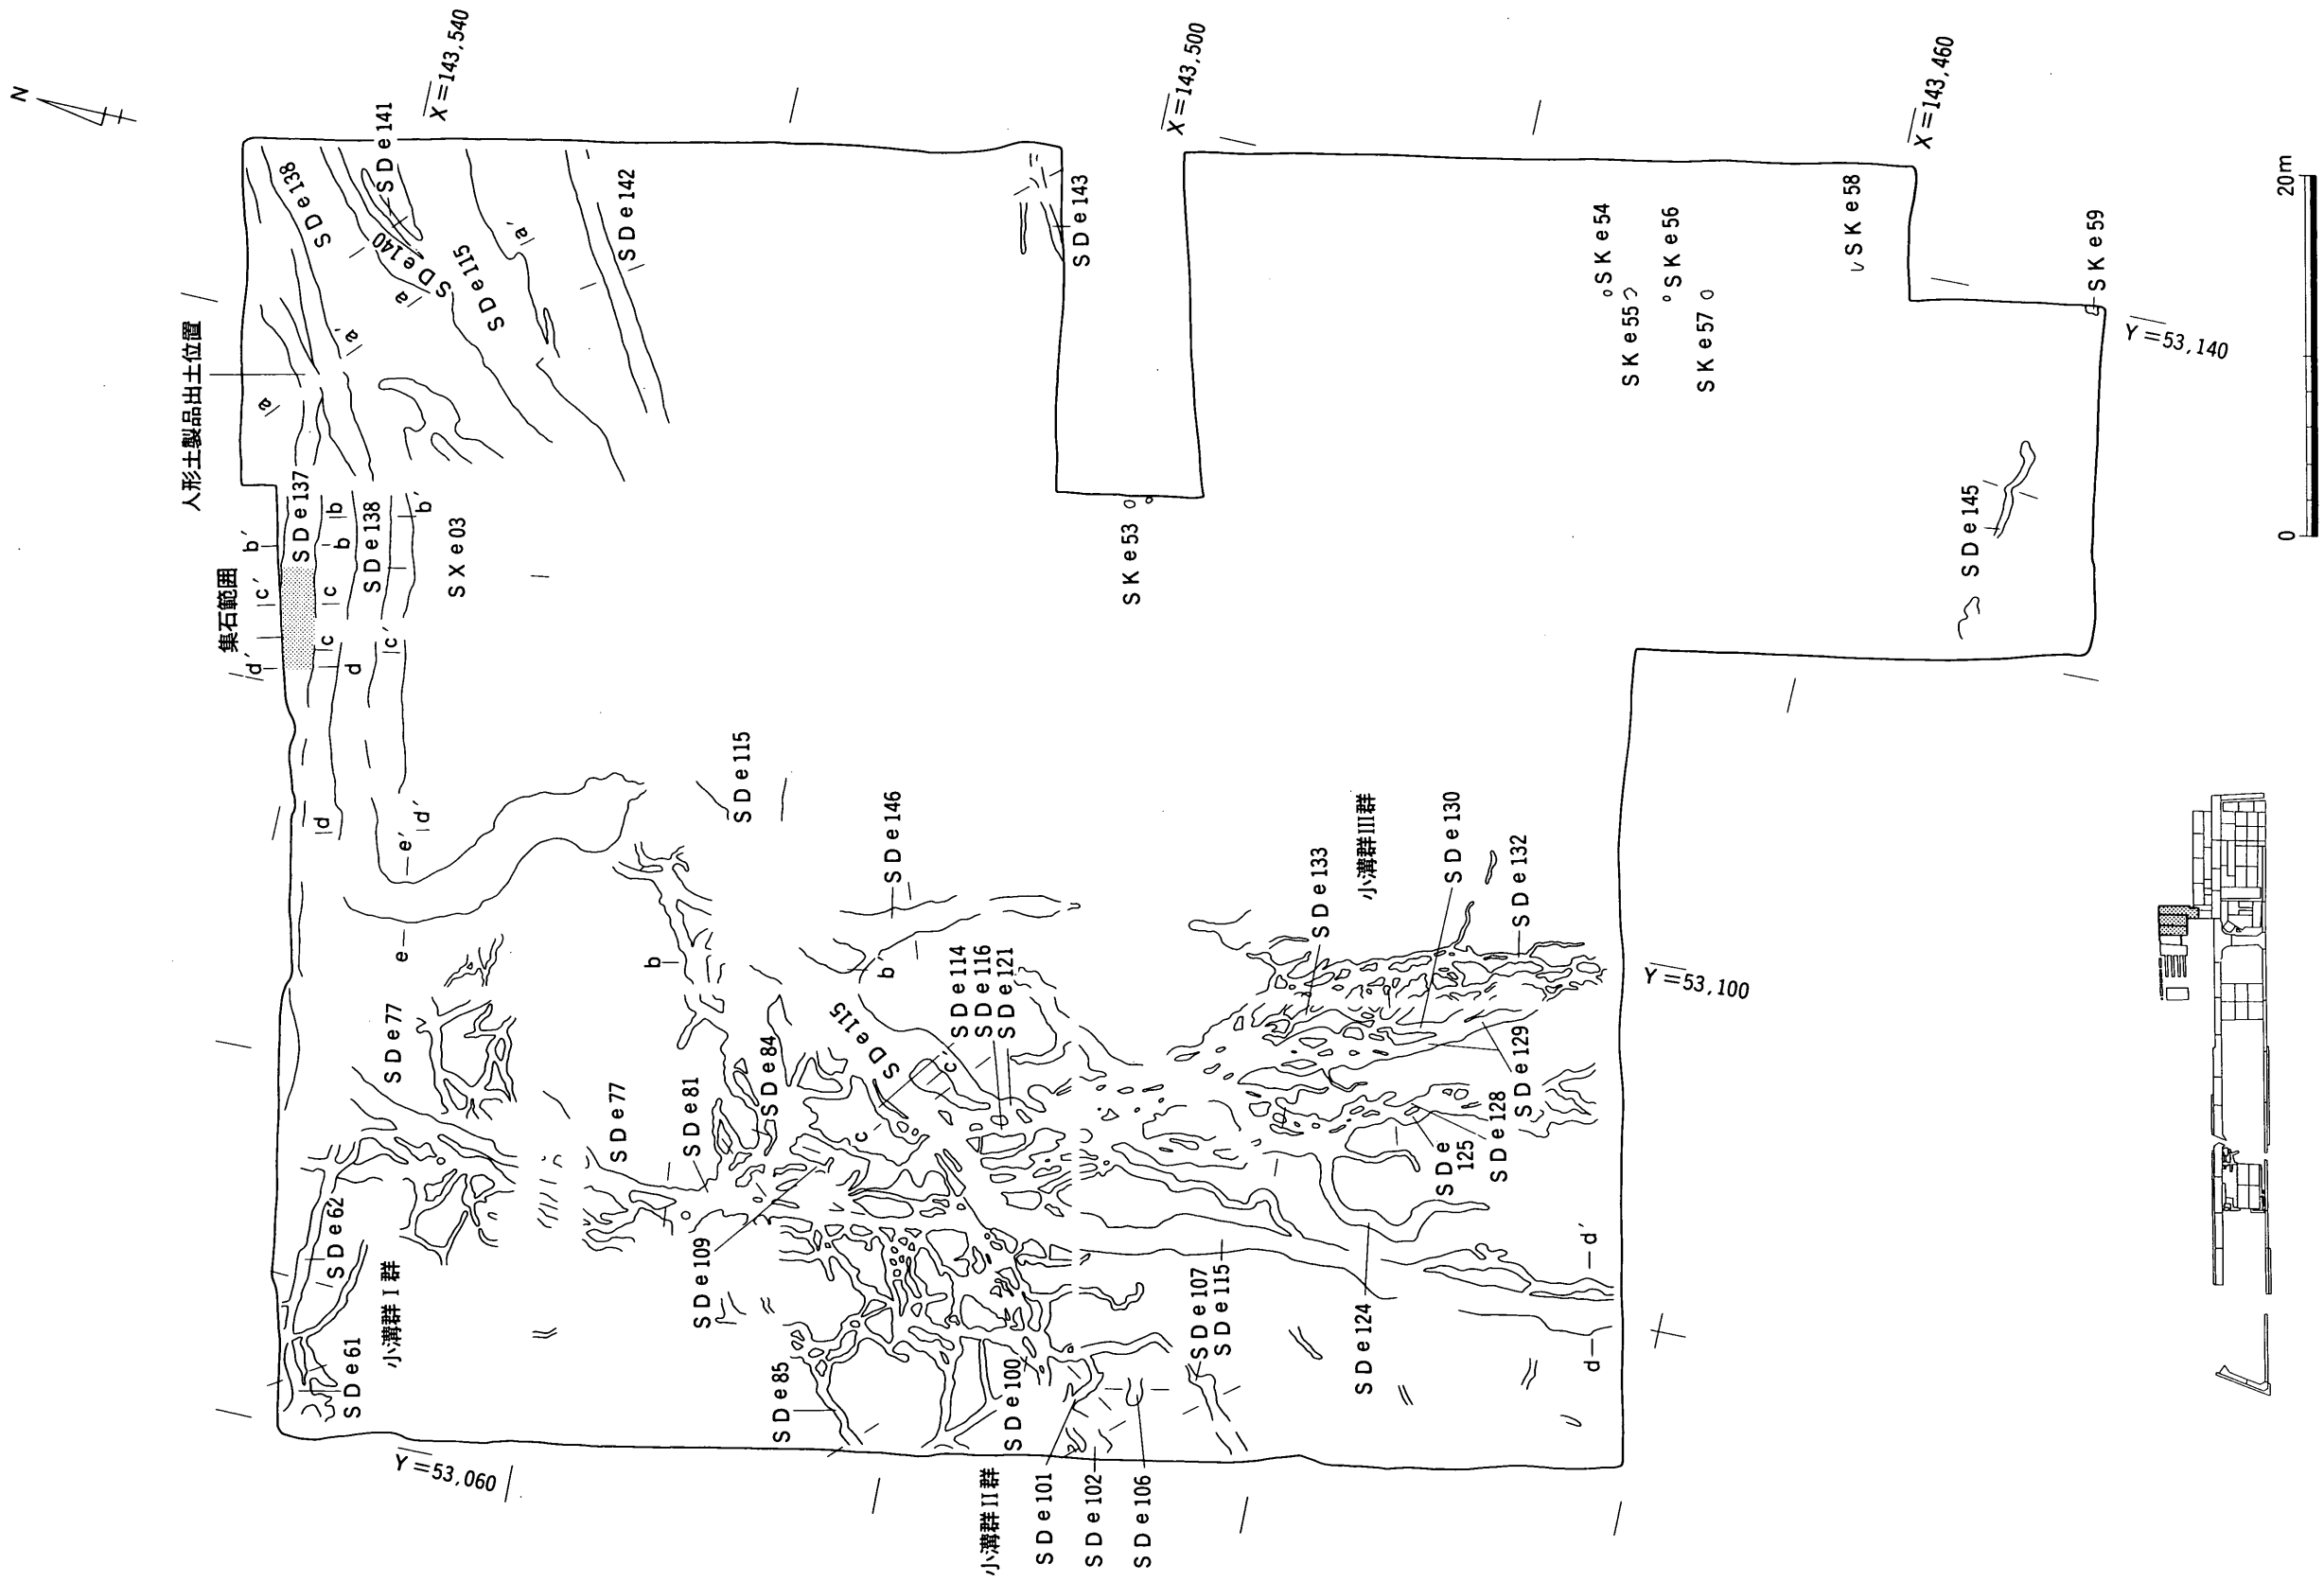 N
X=143,540
X=143,500
X=143,460
人形土製品出土位置
SDe138
SDe141
SDe140
SDe115
SDe142
a
a′
a
a′
SDe143
SKe54
SKe55
SKe56
SKe57
SKe58
SKe59
Y=53,140
20m
0
集石範囲
SDe137
SDe138
SXe03
b′
b
b
b′
c′
c
c
c′
d′
d
d
d′
SKe53
SDe145
e′
e
SDe115
SDe146
b
b′
SDe77
SDe77
SDe81
SDe84
SDe115
SDe114
SDe116
SDe121
c
c′
SDe133
小溝群III群
SDe130
SDe132
Y=53,100
SDe129
SDe128
SDe
125
SDe62
小溝群I群
SDe61
SDe109
SDe85
SDe100
SDe107
SDe115
SDe124
d′
d
Y=53,060
小溝群II群
SDe101
SDe102
SDe106